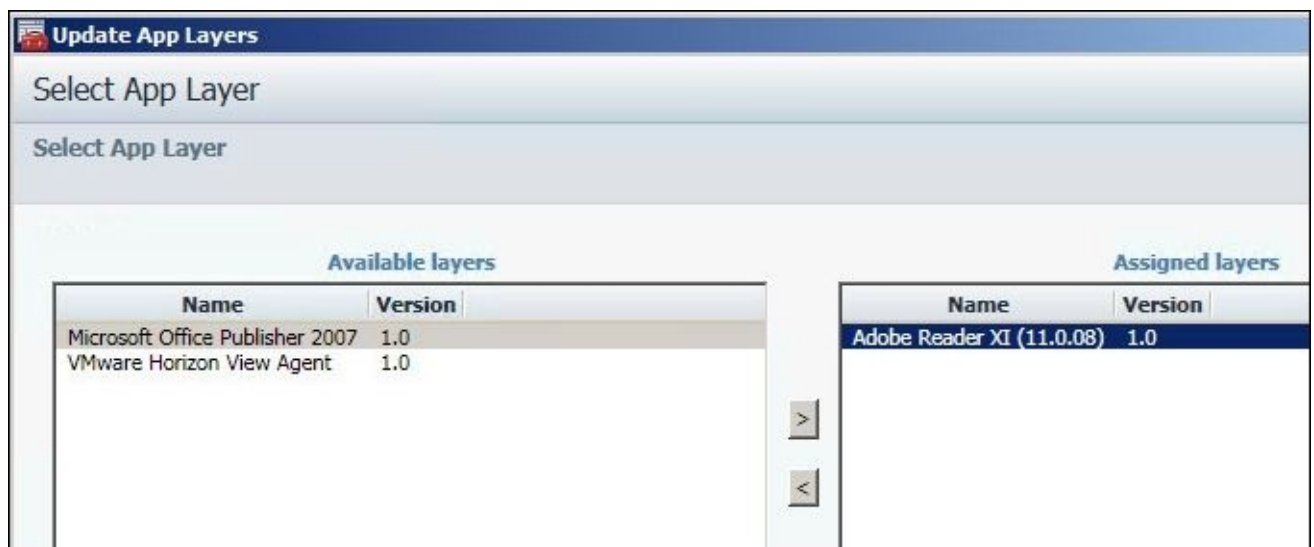 Update App Layers
Select App Layer
Select App Layer
Available layers
Assigned layers
Name Version
Name Version
Microsoft Office Publisher 2007 1.0
Adobe Reader XI (11.0.08) 1.0
VMware Horizon View Agent 1.0
>
<